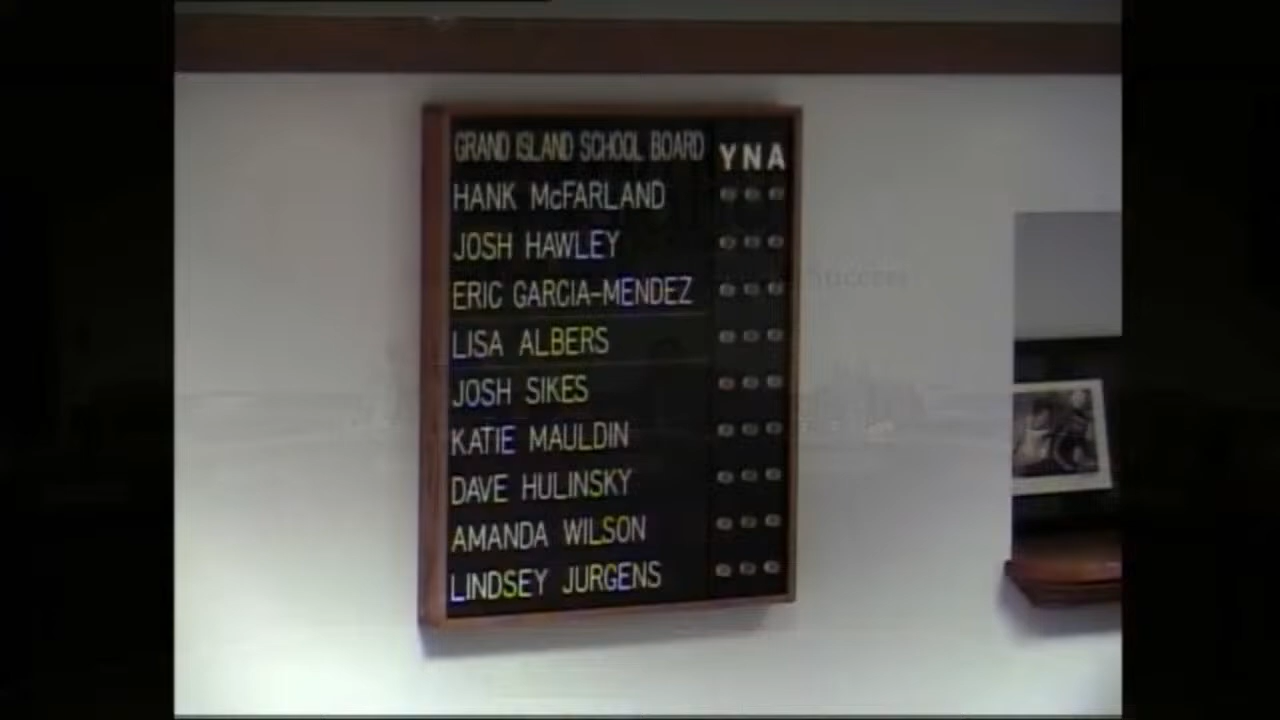 GRAND ISLAND SCHOOL BOARD Y N A
HANK McFARLAND
JOSH HAWLEY
ERIC GARCIA-MENDEZ
LISA ALBERS
JOSH SIKES
KATIE MAULDIN
DAVE HULINSKY
AMANDA WILSON
LINDSEY JURGENS
Success